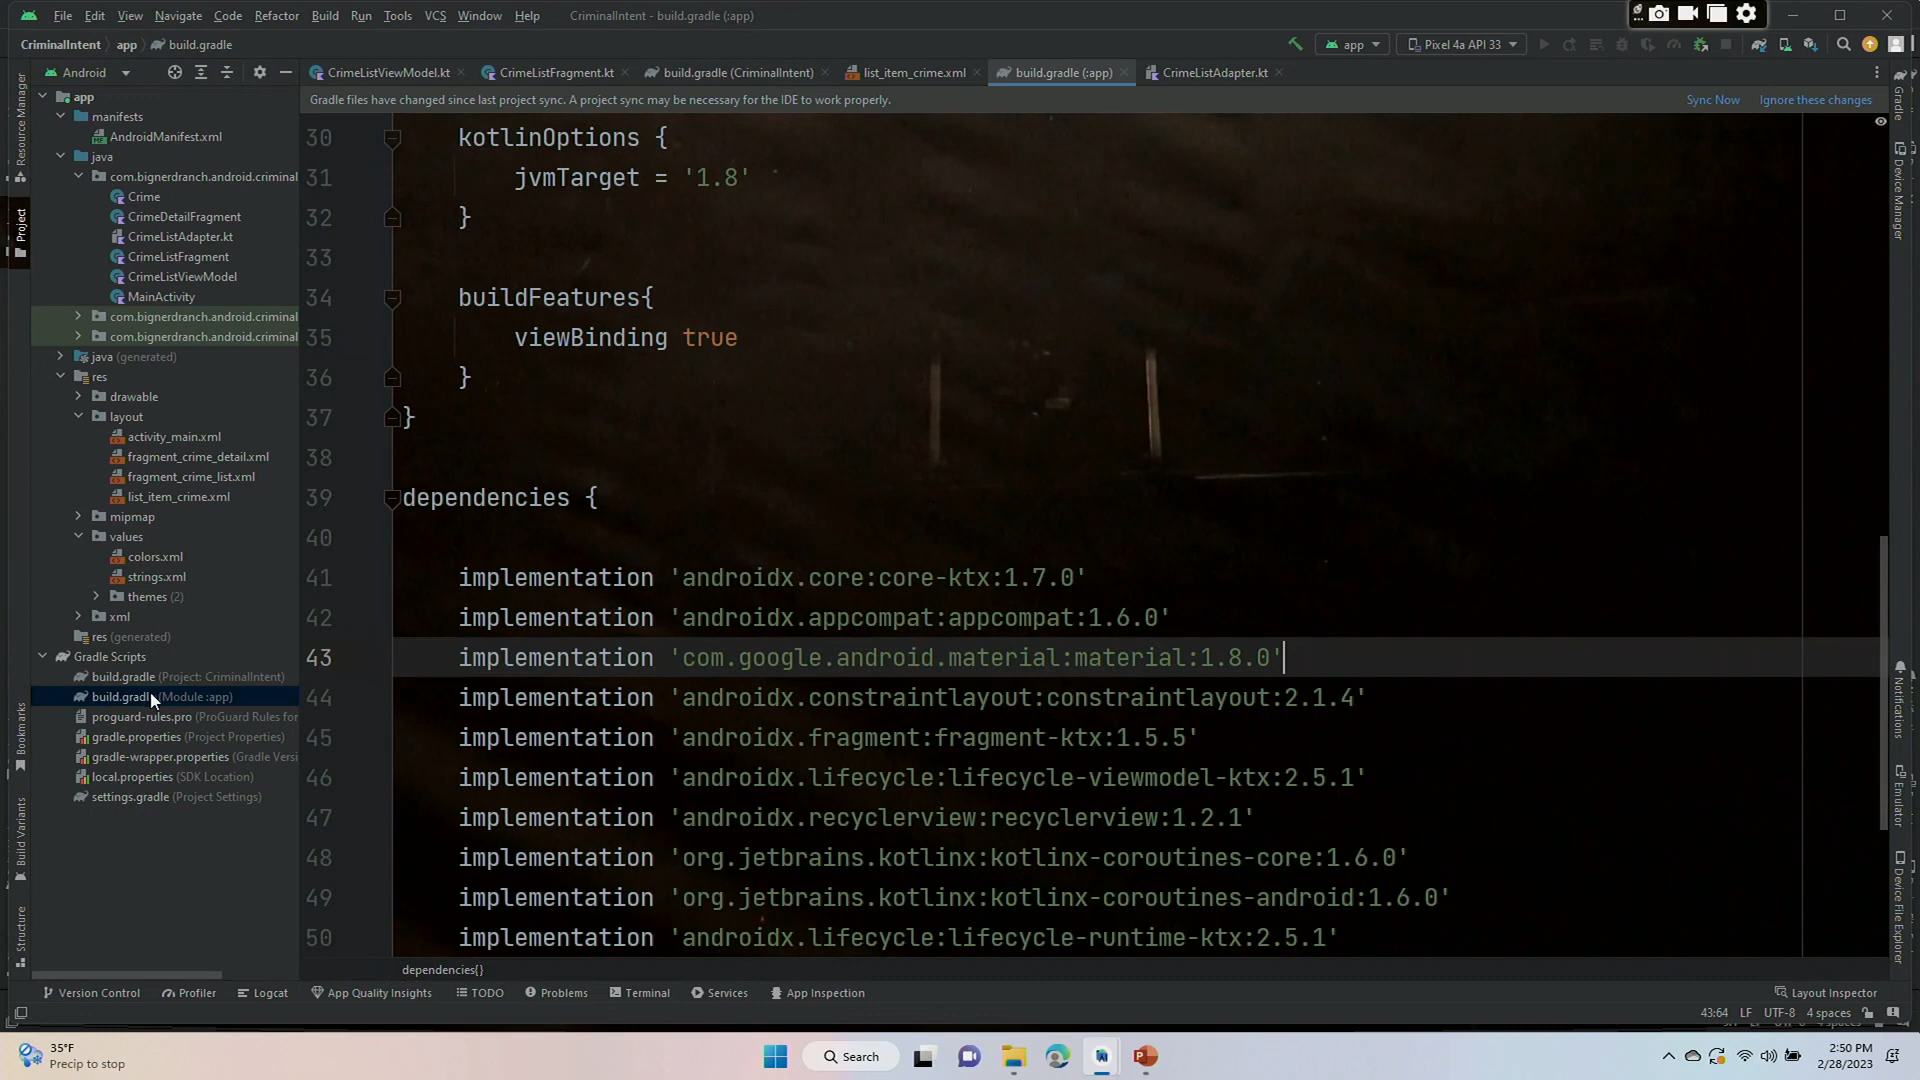 File Edit View Navigate Code Refactor Build Run Tools VCS Window Help CriminalIntent - build.gradle (:app)
CriminalIntent app build.gradle
app Pixel 4a API 33
Android
CrimeListViewModel.kt CrimeListFragment.kt build.gradle (CriminalIntent) list_item_crime.xml build.gradle (:app) CrimeListAdapter.kt
Gradle files have changed since last project sync. A project sync may be necessary for the IDE to work properly. Sync Now Ignore these changes
Resource Manager
Project
Bookmarks
Build Variants
Structure
app
manifests
AndroidManifest.xml
java
com.bignerdranch.android.criminal
Crime
CrimeDetailFragment
CrimeListAdapter.kt
CrimeListFragment
CrimeListViewModel
MainActivity
com.bignerdranch.android.criminal
com.bignerdranch.android.criminal
java (generated)
res
drawable
layout
activity_main.xml
fragment_crime_detail.xml
fragment_crime_list.xml
list_item_crime.xml
mipmap
values
colors.xml
strings.xml
themes (2)
xml
res (generated)
Gradle Scripts
build.gradle (Project: CriminalIntent)
build.gradle (Module :app)
proguard-rules.pro (ProGuard Rules for
gradle.properties (Project Properties)
gradle-wrapper.properties (Gradle Versi
local.properties (SDK Location)
settings.gradle (Project Settings)
30 kotlinOptions {
31 jvmTarget = '1.8'
32 }
33
34 buildFeatures{
35 viewBinding true
36 }
37 }
38
39 dependencies {
40
41 implementation 'androidx.core:core-ktx:1.7.0'
42 implementation 'androidx.appcompat:appcompat:1.6.0'
43 implementation 'com.google.android.material:material:1.8.0'
44 implementation 'androidx.constraintlayout:constraintlayout:2.1.4'
45 implementation 'androidx.fragment:fragment-ktx:1.5.5'
46 implementation 'androidx.lifecycle:lifecycle-viewmodel-ktx:2.5.1'
47 implementation 'androidx.recyclerview:recyclerview:1.2.1'
48 implementation 'org.jetbrains.kotlinx:kotlinx-coroutines-core:1.6.0'
49 implementation 'org.jetbrains.kotlinx:kotlinx-coroutines-android:1.6.0'
50 implementation 'androidx.lifecycle:lifecycle-runtime-ktx:2.5.1'
dependencies{}
Gradle
Device Manager
Notifications
Emulator
Device File Explorer
Version Control Profiler Logcat App Quality Insights TODO Problems Terminal Services App Inspection Layout Inspector
43:64 LF UTF-8 4 spaces
35°F
Precip to stop
Search
2:50 PM
2/28/2023